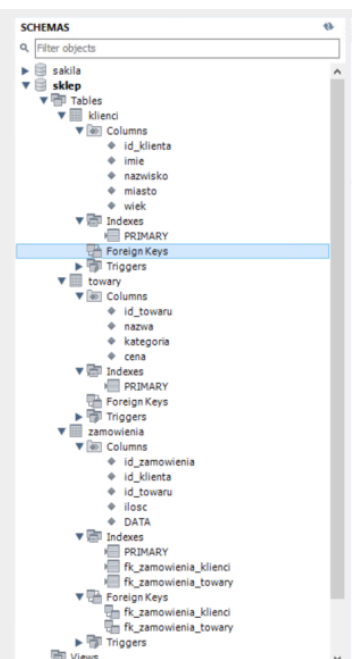 SCHEMAS
Filter objects
sakila
sklep
Tables
klienci
Columns
id_klienta
imie
nazwisko
miasto
wiek
Indexes
PRIMARY
Foreign Keys
Triggers
towary
Columns
id_towaru
nazwa
kategoria
cena
Indexes
PRIMARY
Foreign Keys
Triggers
zamowienia
Columns
id_zamowienia
id_klienta
id_towaru
ilosc
DATA
Indexes
PRIMARY
fk_zamowienia_klienci
fk_zamowienia_towary
Foreign Keys
fk_zamowienia_klienci
fk_zamowienia_towary
Triggers
Views